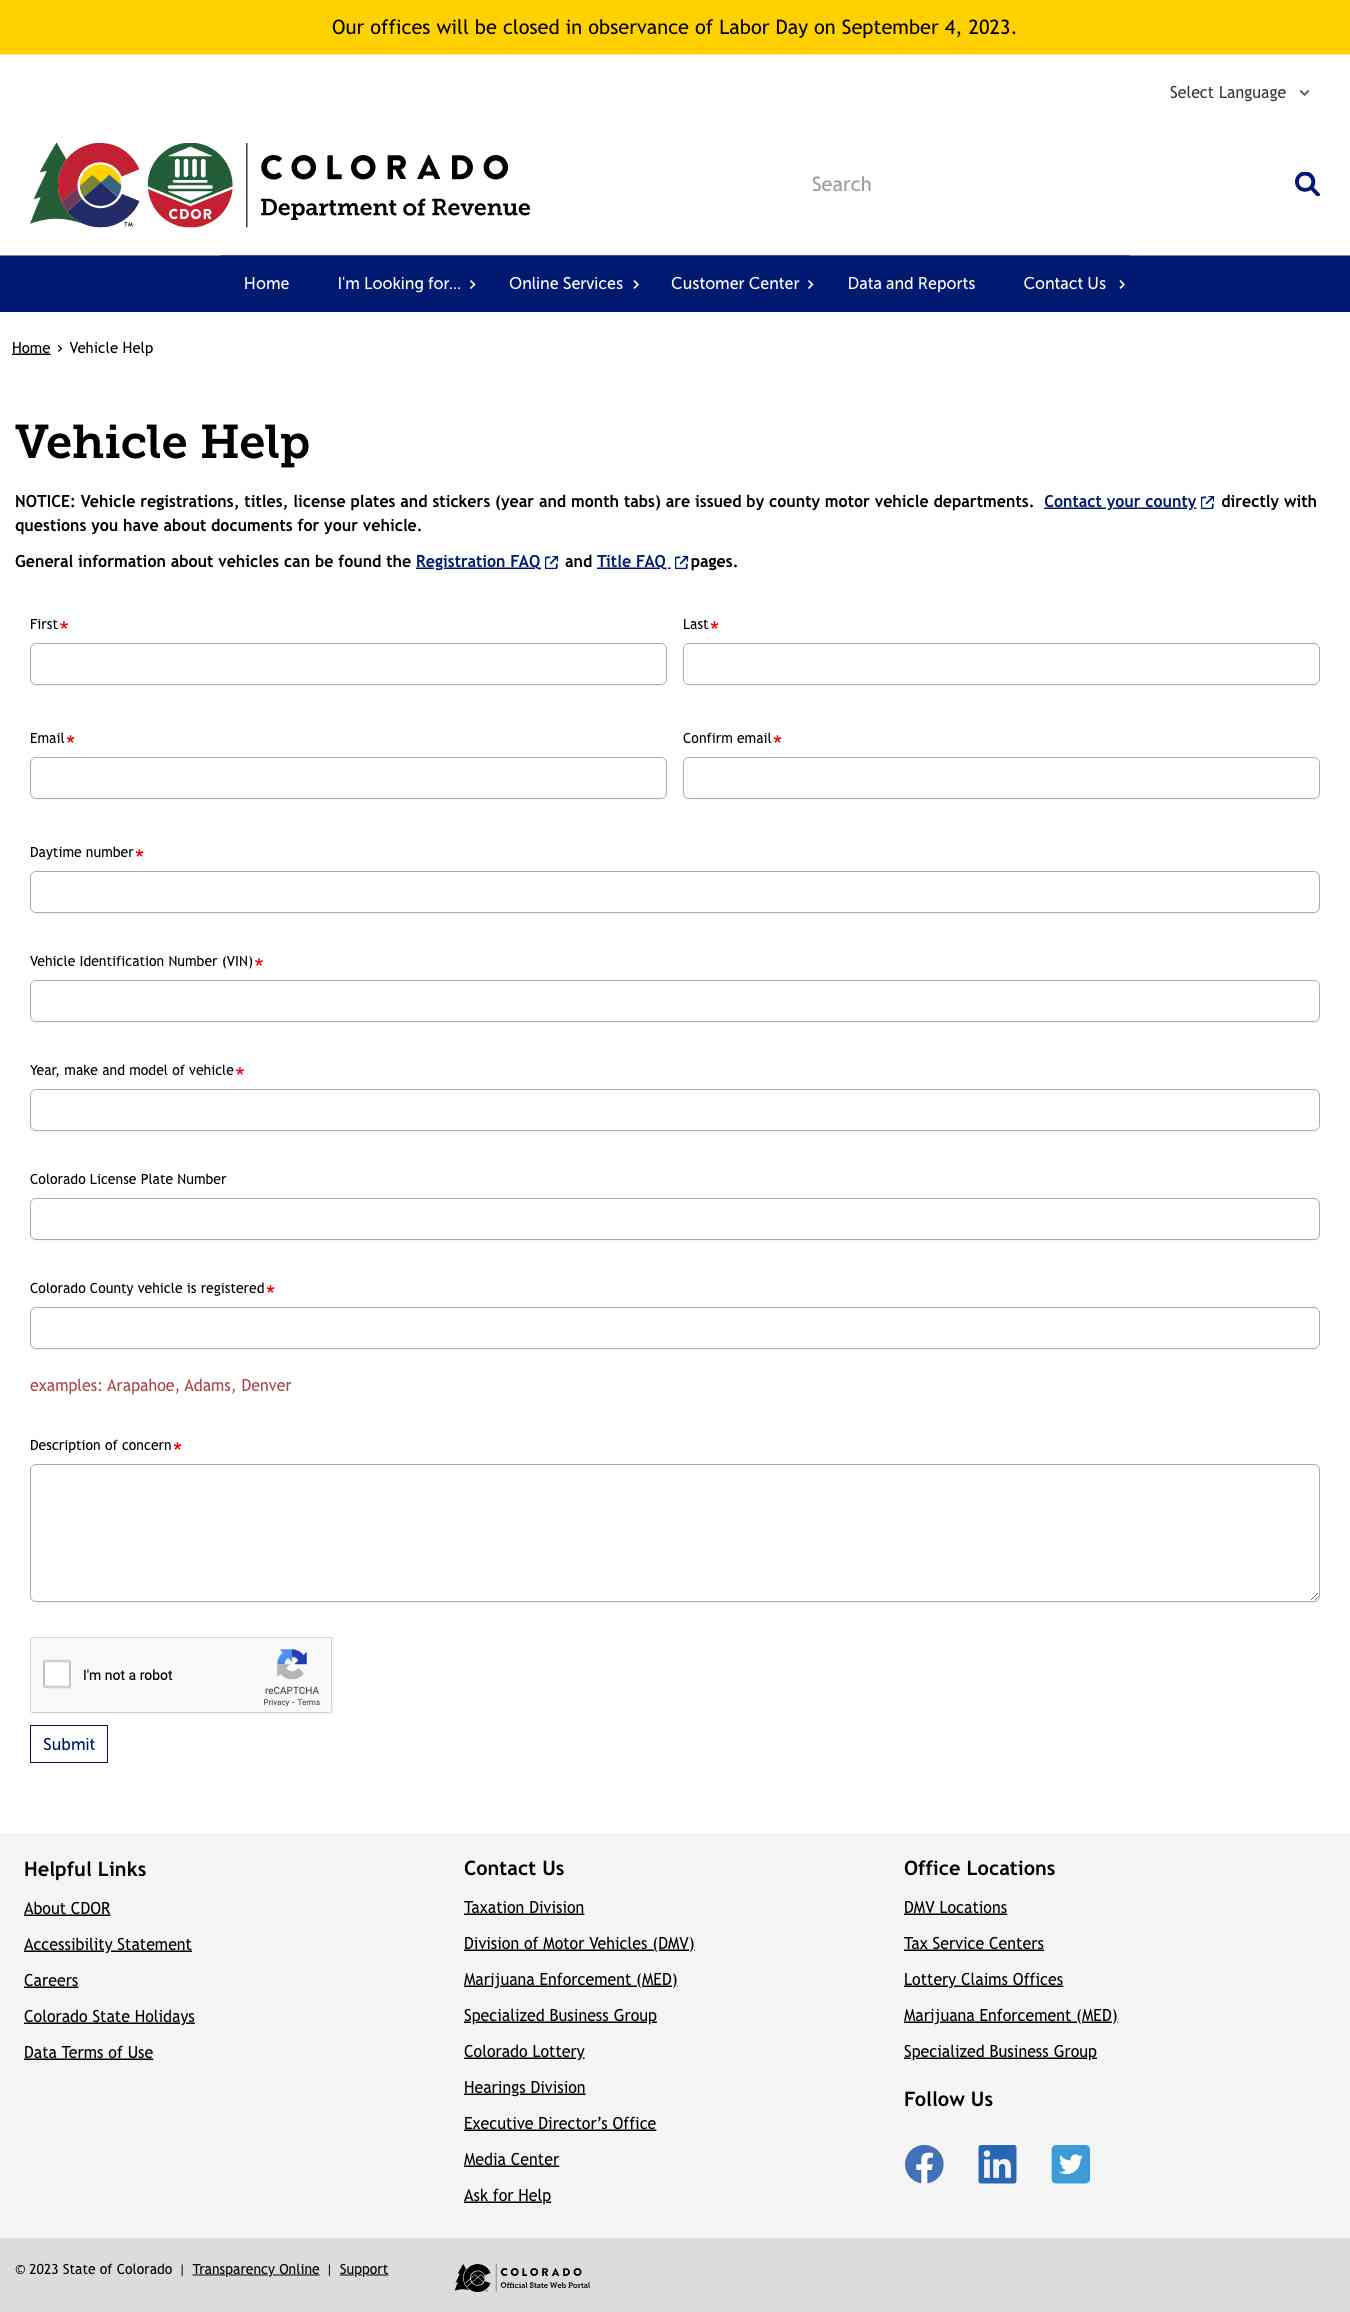 Our offices will be closed in observance of Labor Day on September 4, 2023.
Select Language
CDOR
TM
COLORADO
Department of Revenue
Search
Home I'm Looking for... Online Services Customer Center Data and Reports Contact Us
Home › Vehicle Help
Vehicle Help
NOTICE: Vehicle registrations, titles, license plates and stickers (year and month tabs) are issued by county motor vehicle departments. Contact your county directly with
questions you have about documents for your vehicle.
General information about vehicles can be found the Registration FAQ and Title FAQ pages.
First* Last*
Email* Confirm email*
Daytime number*
Vehicle Identification Number (VIN)*
Year, make and model of vehicle*
Colorado License Plate Number
Colorado County vehicle is registered*
examples: Arapahoe, Adams, Denver
Description of concern*
I'm not a robot
reCAPTCHA
Privacy - Terms
Submit
Helpful Links
About CDOR
Accessibility Statement
Careers
Colorado State Holidays
Data Terms of Use
Contact Us
Taxation Division
Division of Motor Vehicles (DMV)
Marijuana Enforcement (MED)
Specialized Business Group
Colorado Lottery
Hearings Division
Executive Director’s Office
Media Center
Ask for Help
Office Locations
DMV Locations
Tax Service Centers
Lottery Claims Offices
Marijuana Enforcement (MED)
Specialized Business Group
Follow Us
© 2023 State of Colorado | Transparency Online | Support
COLORADO
Official State Web Portal